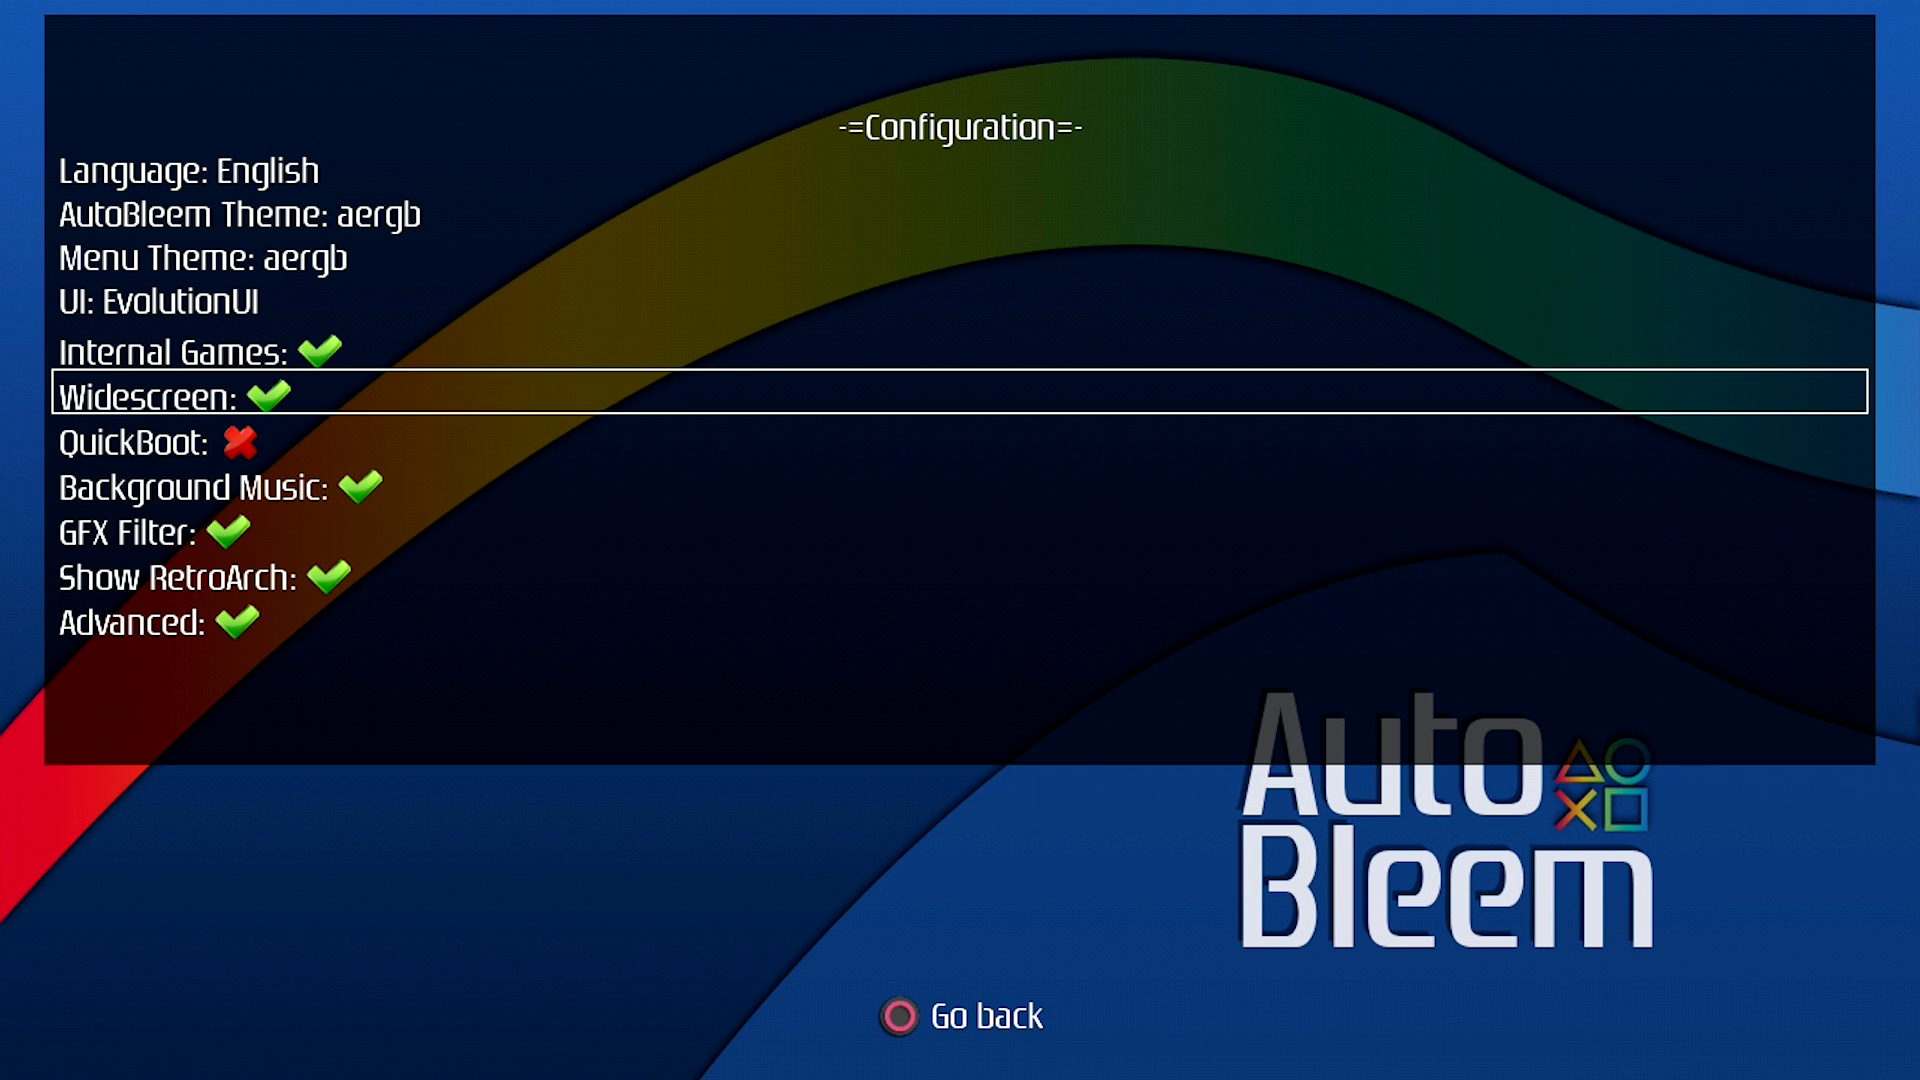 -=Configuration=-
Language: English
AutoBleem Theme: aergb
Menu Theme: aergb
UI: EvolutionUI
Internal Games:
Widescreen:
QuickBoot:
Background Music:
GFX Filter:
Show RetroArch:
Advanced:
Auto
Bleem
Go back